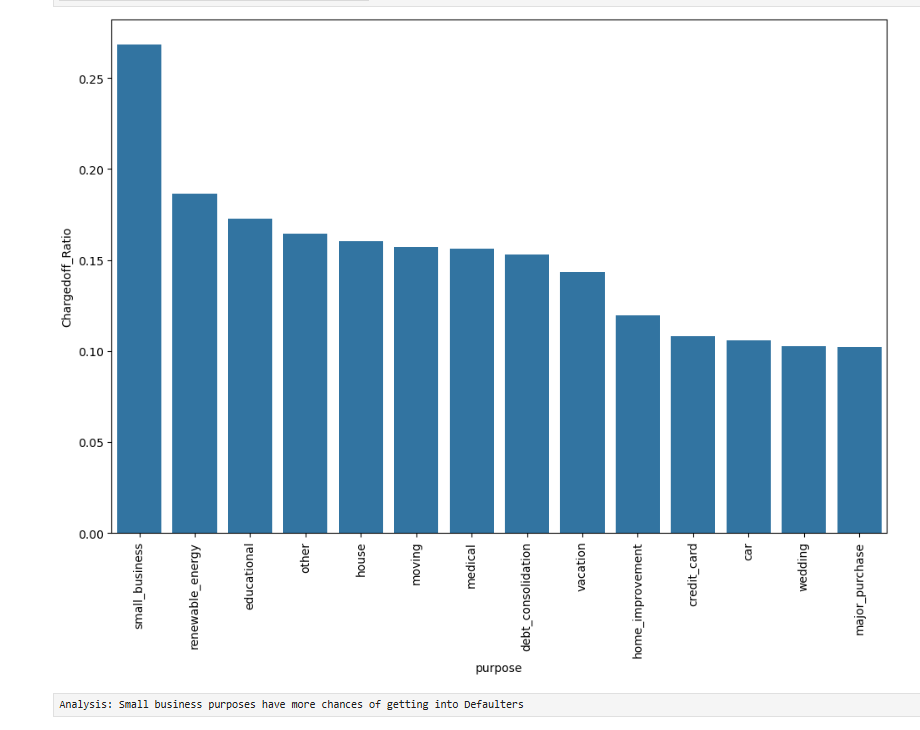 0.25
0.20
0.15
0.10
0.05
0.00
Chargedoff_Ratio
small_business
renewable_energy
educational
other
house
moving
medical
debt_consolidation
vacation
home_improvement
credit_card
car
wedding
major_purchase
purpose
Analysis: Small business purposes have more chances of getting into Defaulters